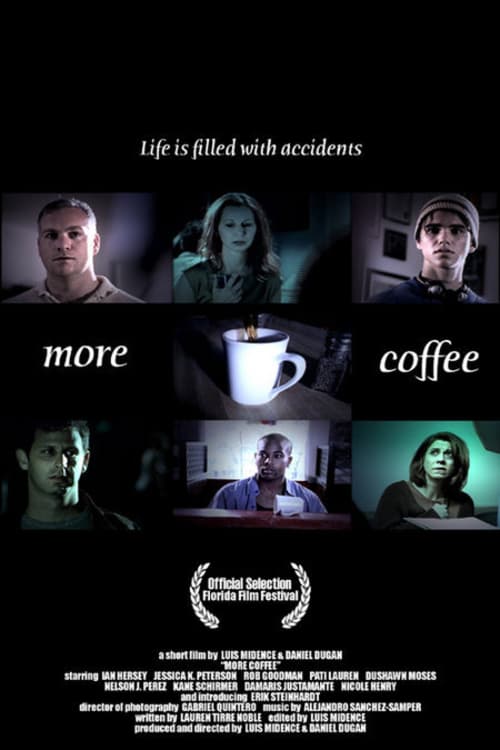 Life is filled with accidents
more coffee
Official Selection
Florida Film Festival
a short film by LUIS MIDENCE & DANIEL DUGAN
"MORE COFFEE"
starring IAN HERSEY JESSICA K. PETERSON ROB GOODMAN PATI LAUREN DUSHAWN MOSES
NELSON J. PEREZ KANE SCHIRMER DAMARIS JUSTAMANTE NICOLE HENRY
and introducing ERIK STEINHARDT
director of photography GABRIEL QUINTERO music by ALEJANDRO SANCHEZ-SAMPER
written by LAUREN TIRRE NOBLE edited by LUIS MIDENCE
produced and directed by LUIS MIDENCE & DANIEL DUGAN